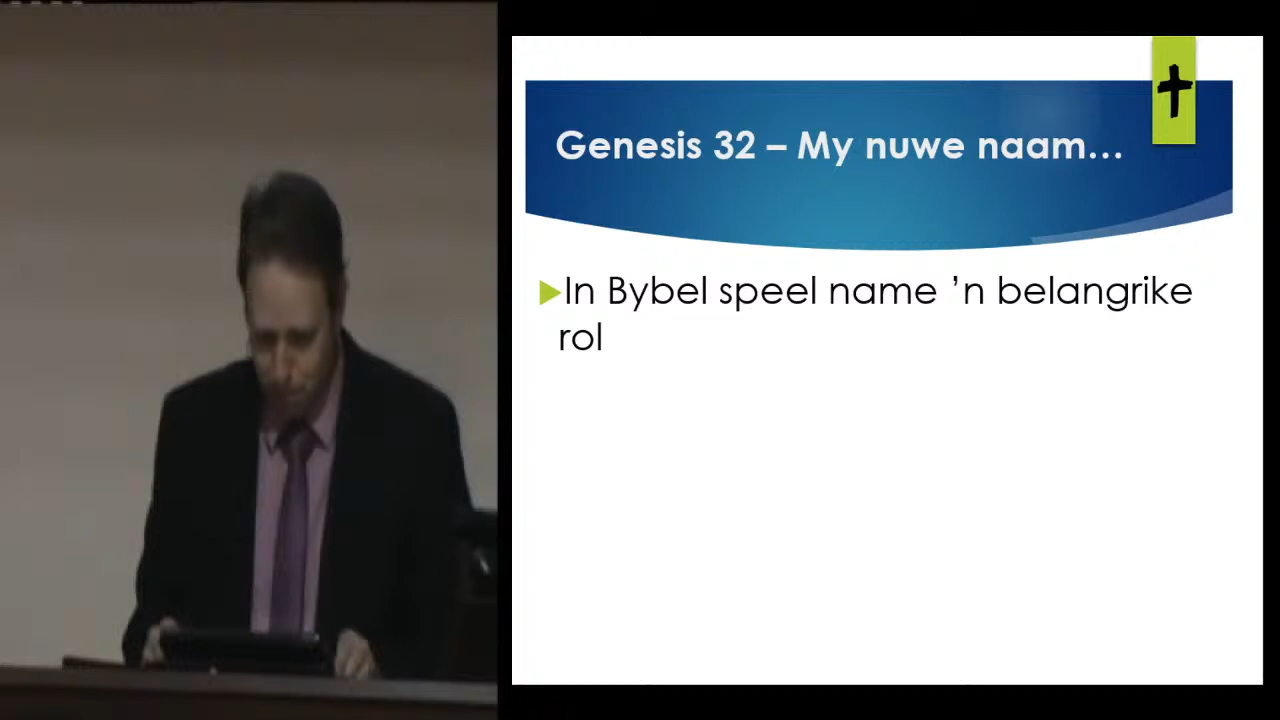 Genesis 32 – My nuwe naam…
In Bybel speel name ’n belangrike
rol